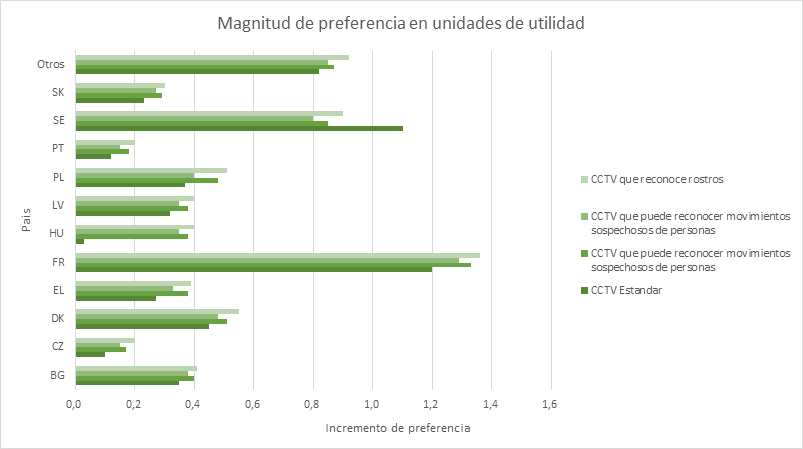 Magnitud de preferencia en unidades de utilidad
Otros
SK
SE
PT
PL
LV
HU
FR
EL
DK
CZ
BG
País
0,0 0,2 0,4 0,6 0,8 1,0 1,2 1,4 1,6
Incremento de preferencia
CCTV que reconoce rostros
CCTV que puede reconocer movimientos
sospechosos de personas
CCTV que puede reconocer movimientos
sospechosos de personas
CCTV Estandar